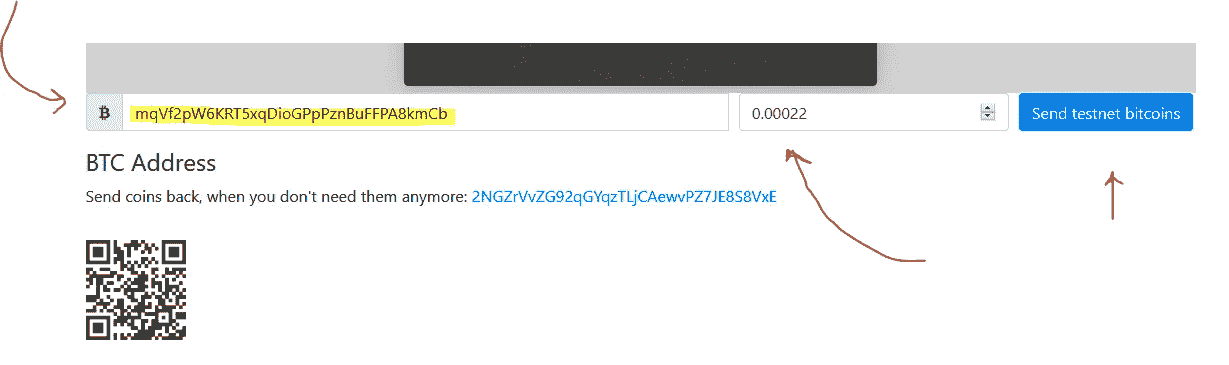 ₿ mqVf2pW6KRT5xqDioGPpPznBuFFPA8kmCb 0.00022 Send testnet bitcoins
BTC Address
Send coins back, when you don't need them anymore: 2NGZrVvZG92qGYqzTLjCAewvPZ7JE8S8VxE